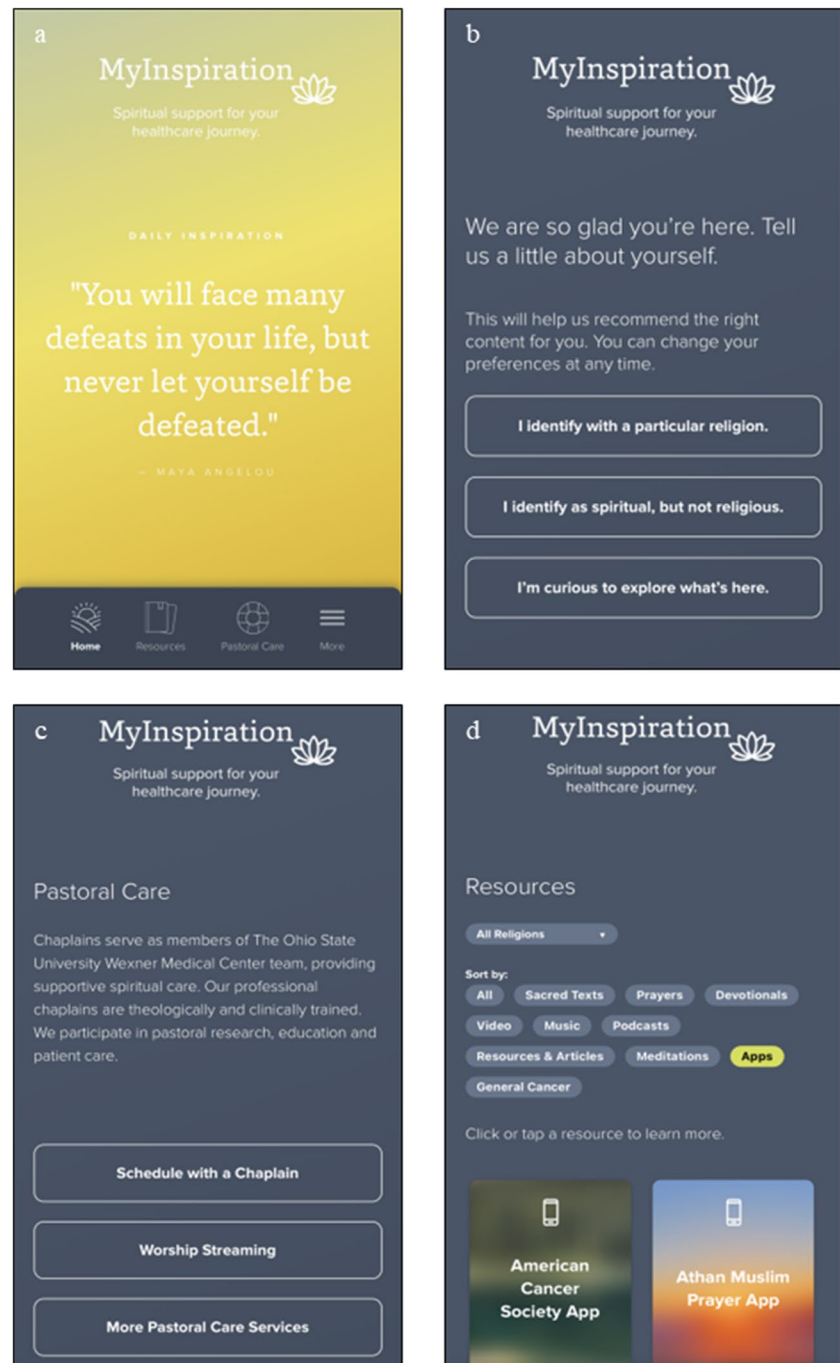 a
MyInspiration
Spiritual support for your
healthcare journey.
DAILY INSPIRATION
"You will face many
defeats in your life, but
never let yourself be
defeated."
— MAYA ANGELOU
Home Resources Pastoral Care More
b
MyInspiration
Spiritual support for your
healthcare journey.
We are so glad you're here. Tell
us a little about yourself.
This will help us recommend the right
content for you. You can change your
preferences at any time.
I identify with a particular religion.
I identify as spiritual, but not religious.
I'm curious to explore what's here.
c
MyInspiration
Spiritual support for your
healthcare journey.
Pastoral Care
Chaplains serve as members of The Ohio State
University Wexner Medical Center team, providing
supportive spiritual care. Our professional
chaplains are theologically and clinically trained.
We participate in pastoral research, education and
patient care.
Schedule with a Chaplain
Worship Streaming
More Pastoral Care Services
d
MyInspiration
Spiritual support for your
healthcare journey.
Resources
All Religions
Sort by:
All Sacred Texts Prayers Devotionals
Video Music Podcasts
Resources & Articles Meditations Apps
General Cancer
Click or tap a resource to learn more.
American
Cancer
Society App
Athan Muslim
Prayer App